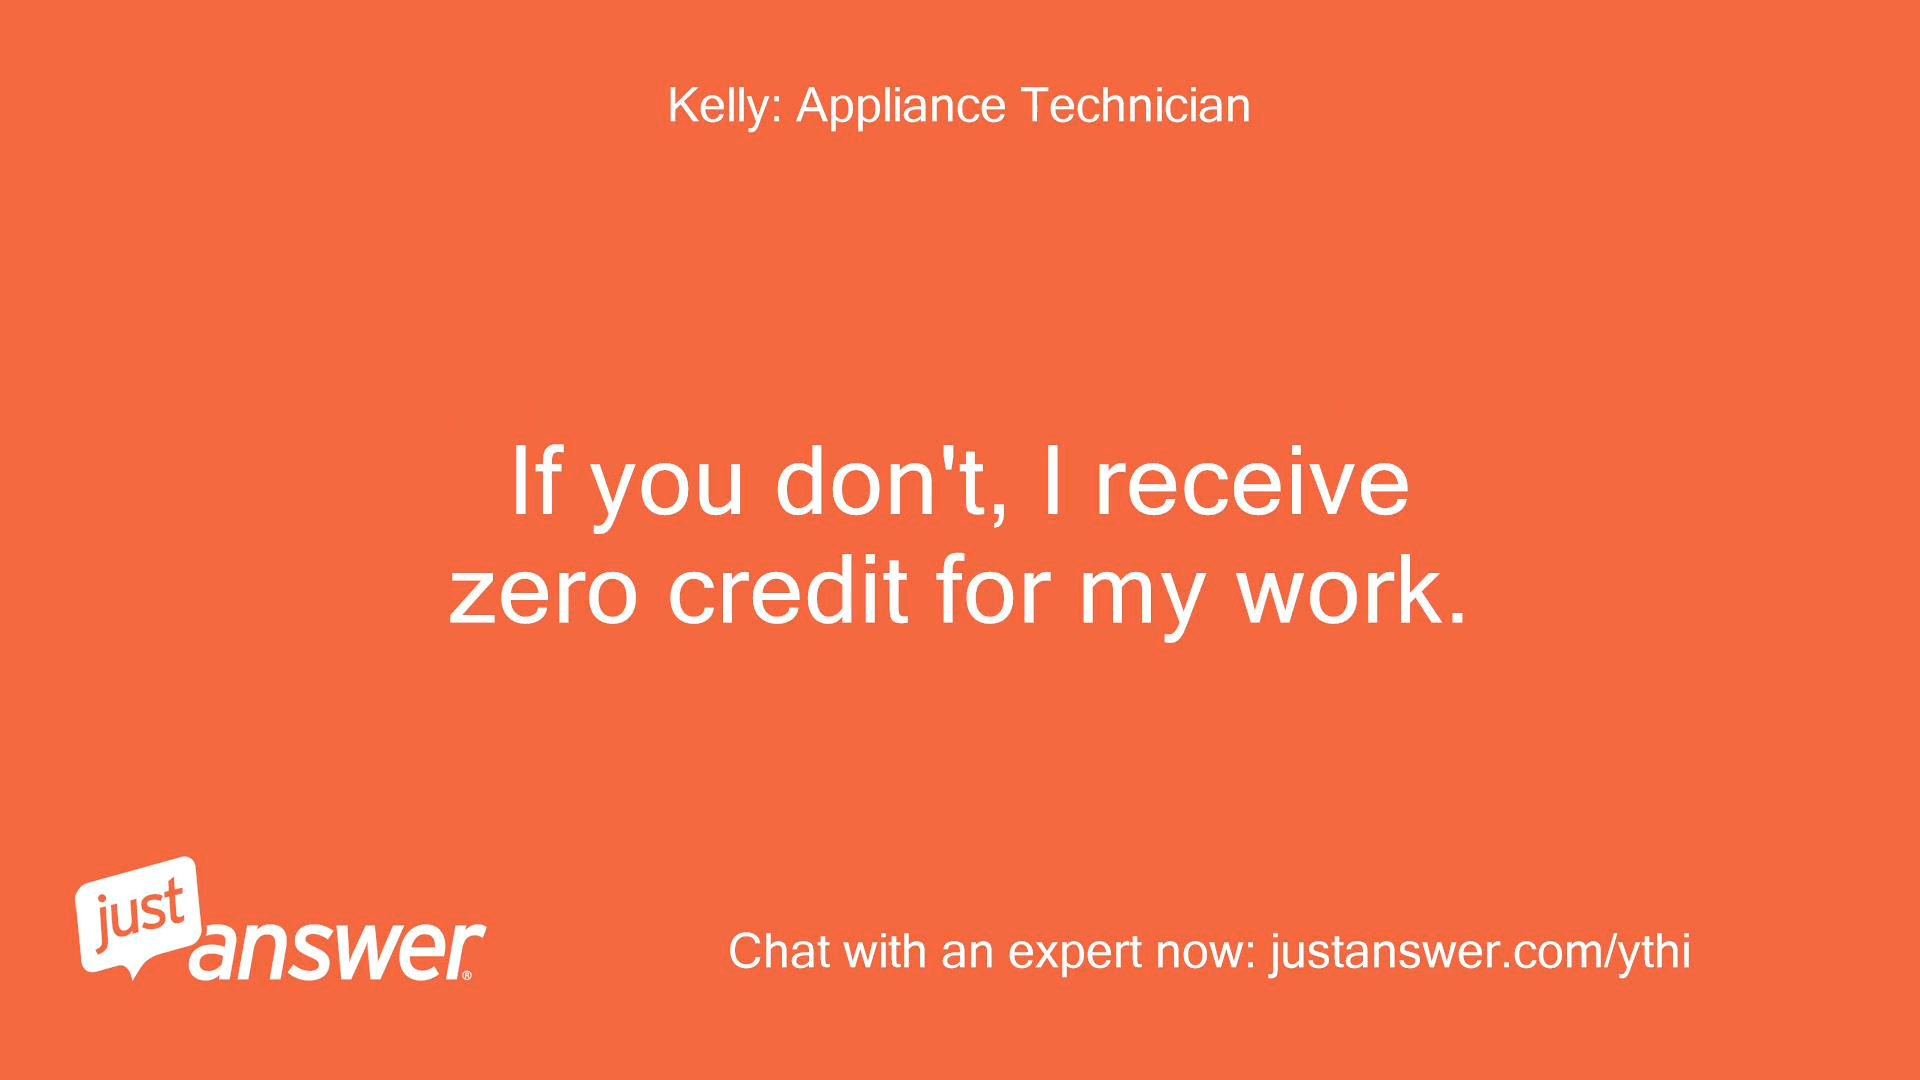 Kelly: Appliance Technician
If you don't, I receive
zero credit for my work.
just
answer®
Chat with an expert now: justanswer.com/ythi